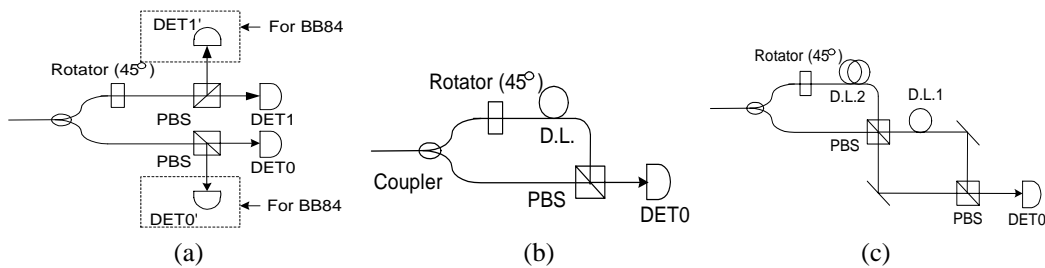 DET1'
For BB84
Rotator (45°)
PBS
DET1
PBS
DET0
DET0'
For BB84
(a)
Rotator (45°)
D.L.
Coupler
PBS
DET0
(b)
Rotator (45°)
D.L.2
D.L.1
PBS
PBS
DET0
(c)